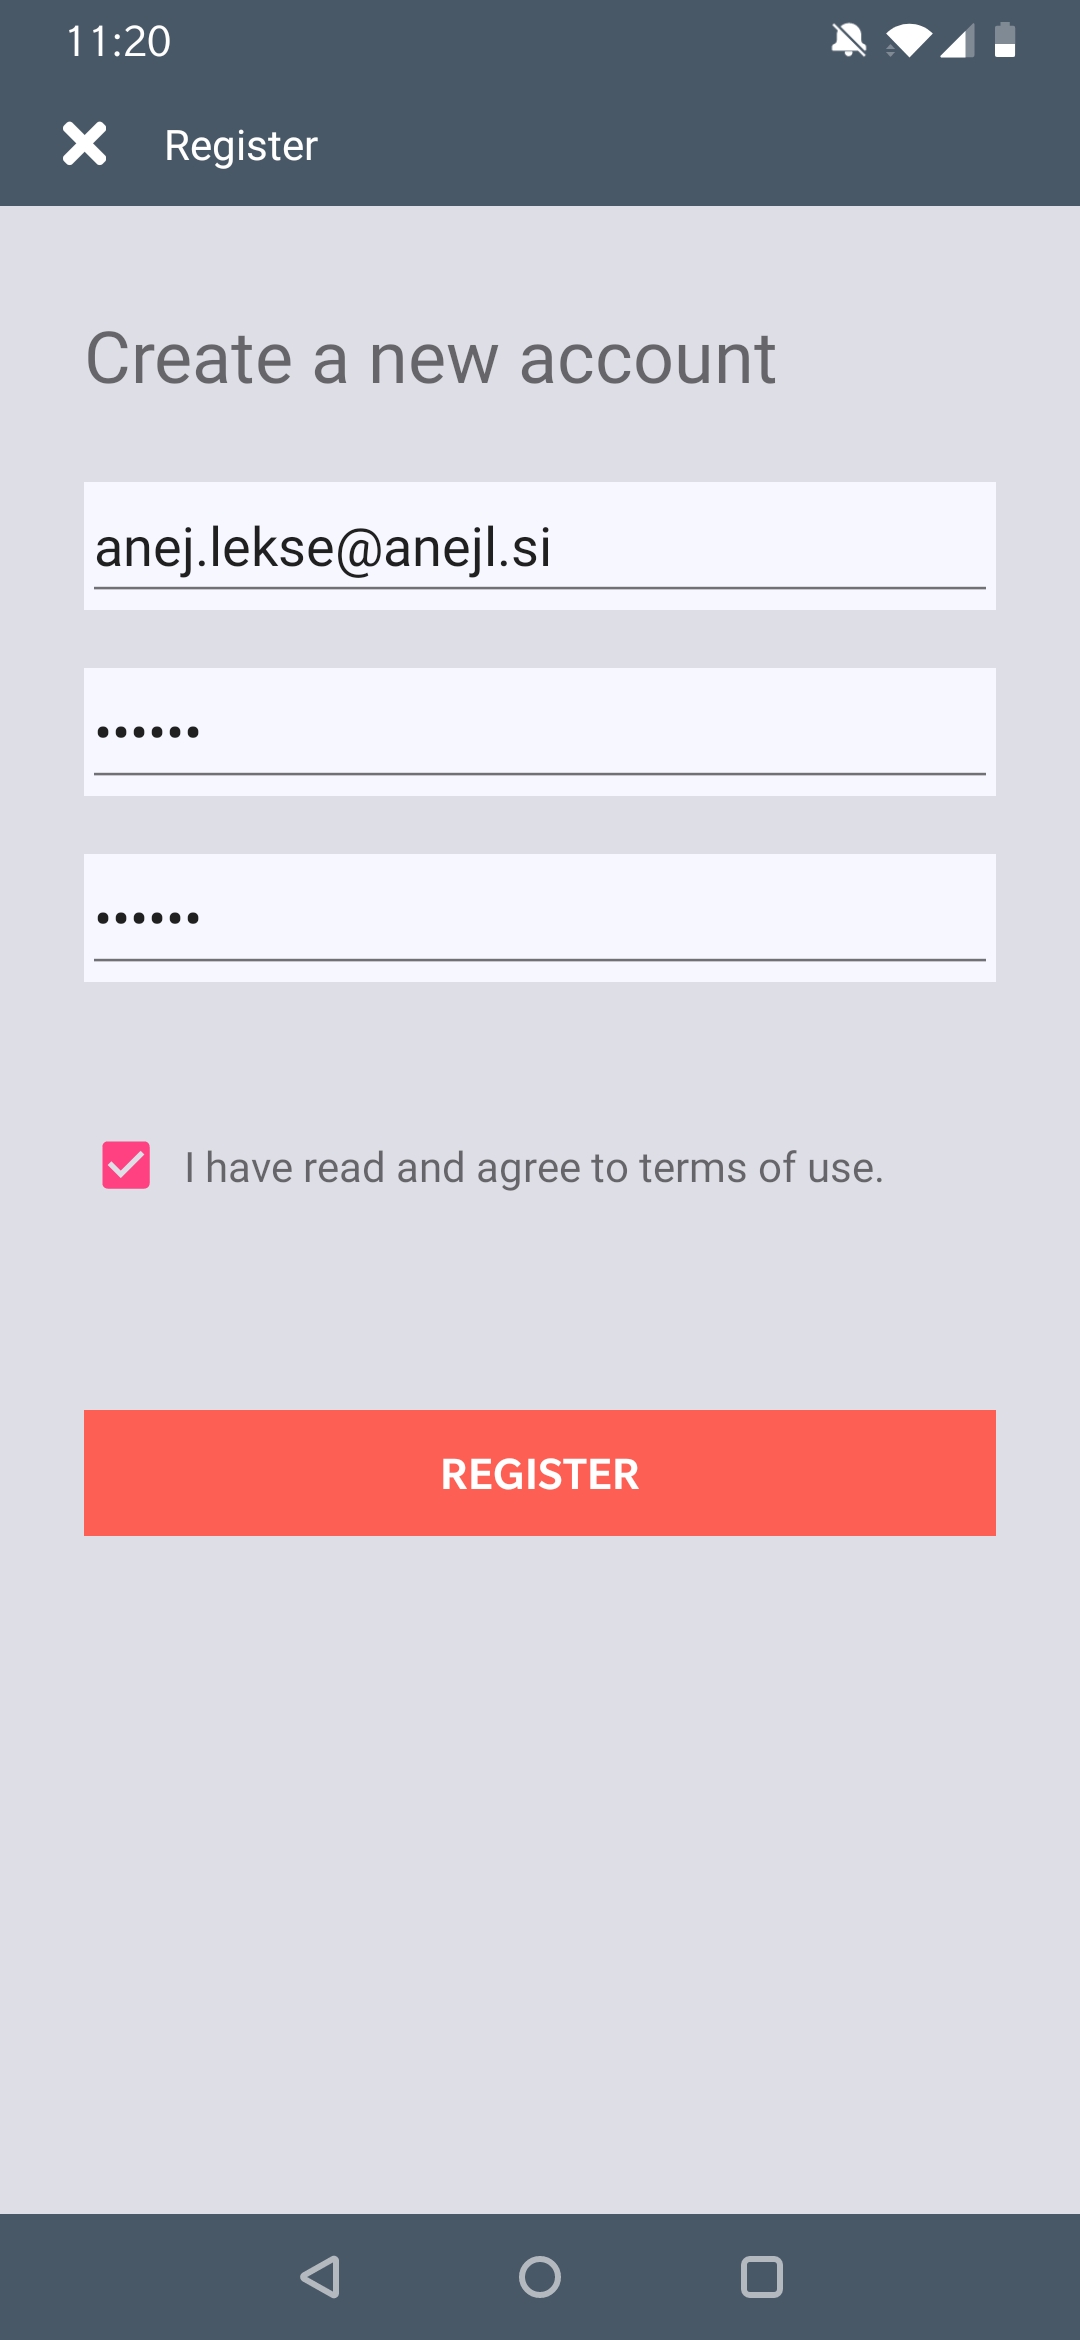 11:20
Register
Create a new account
anej.lekse@anejl.si
••••••
••••••
I have read and agree to terms of use.
REGISTER